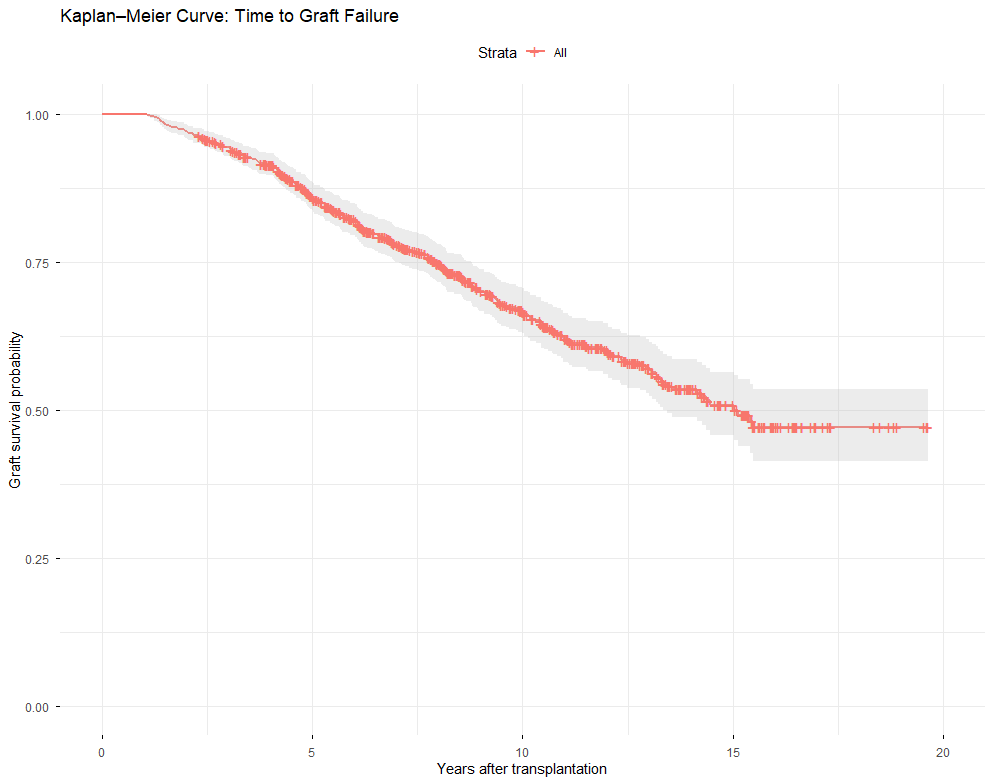 Kaplan–Meier Curve: Time to Graft Failure
Strata All
Graft survival probability
1.00
0.75
0.50
0.25
0.00
0 5 10 15 20
Years after transplantation